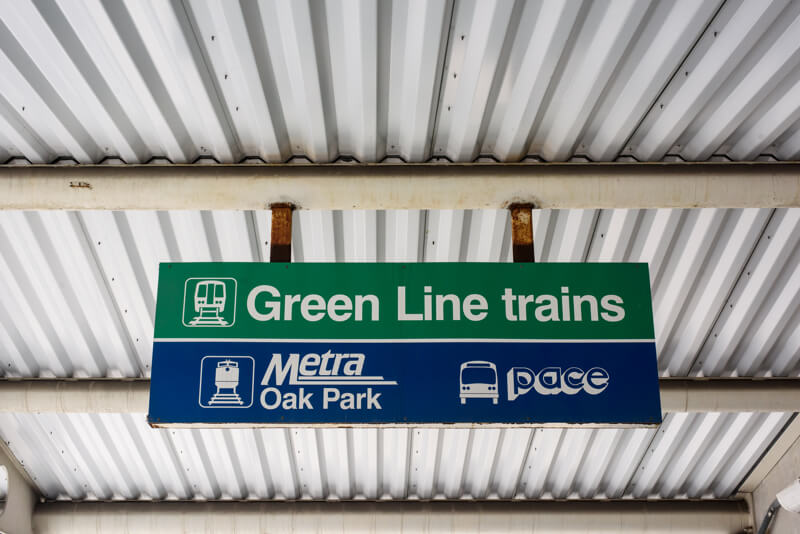 Green Line trains
Metra
Oak Park
pace